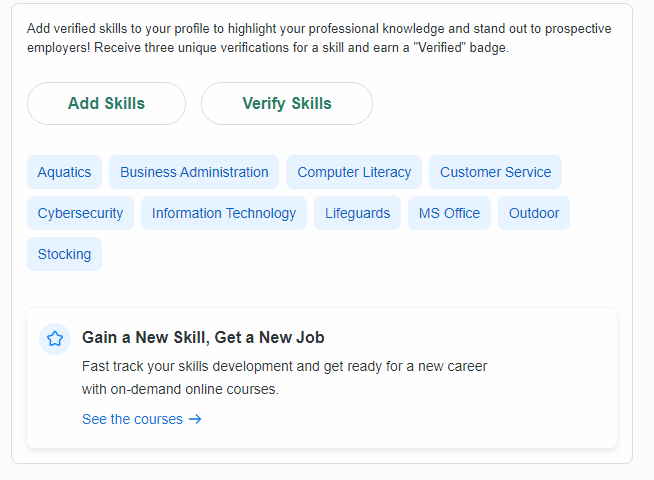 Add verified skills to your profile to highlight your professional knowledge and stand out to prospective
employers! Receive three unique verifications for a skill and earn a "Verified" badge.
Add Skills Verify Skills
Aquatics Business Administration Computer Literacy Customer Service
Cybersecurity Information Technology Lifeguards MS Office Outdoor
Stocking
Gain a New Skill, Get a New Job
Fast track your skills development and get ready for a new career
with on-demand online courses.
See the courses →